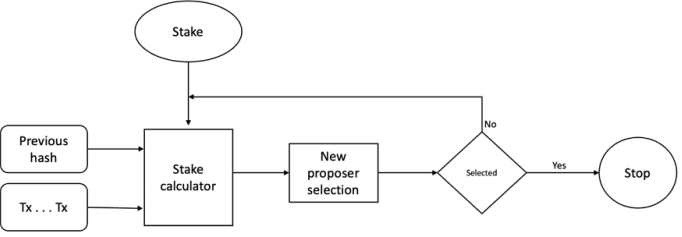 Stake
No
Previous
hash
Stake
calculator
New
proposer
selection
Selected
Yes
Stop
Tx . . . Tx